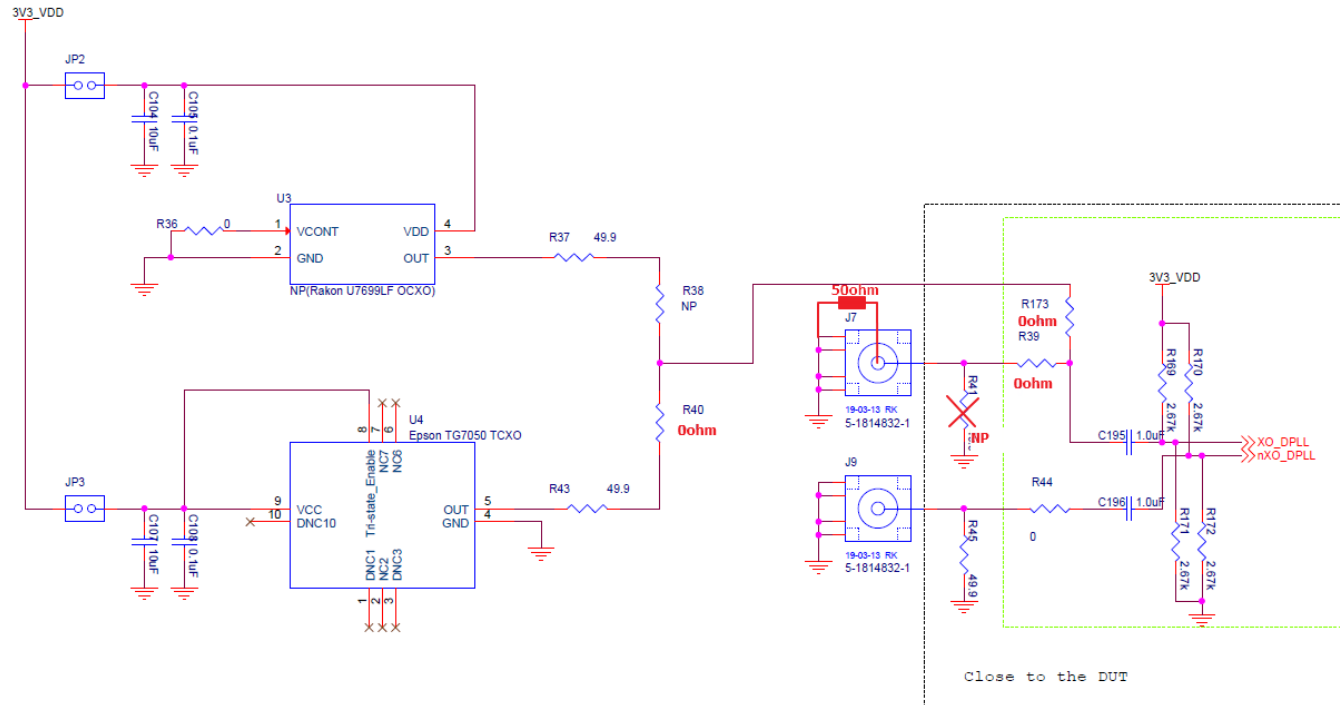 3V3_VDD
JP2
C104
10uF
C105
0.1uF
U3
R36
0
1
VCONT
VDD
4
2
GND
OUT
3
NP(Rakon U7699LF OCXO)
R37
49.9
R38
NP
R40
0ohm
50ohm
J7
19-03-13 RK
5-1814832-1
R41
NP
R173
0ohm
R39
0ohm
3V3_VDD
R169
2.67k
R170
2.67k
C195
1.0uF
XO_DPLL
nXO_DPLL
U4
Epson TG7050 TCXO
8
7
6
Tri-state_Enable
NC7
NC6
JP3
C107
10uF
C108
0.1uF
9
VCC
10
DNC10
OUT
5
GND
4
DNC1
NC2
DNC3
1
2
3
R43
49.9
J9
19-03-13 RK
5-1814832-1
R45
49.9
R44
0
C196
1.0uF
R171
2.67k
R172
2.67k
Close to the DUT